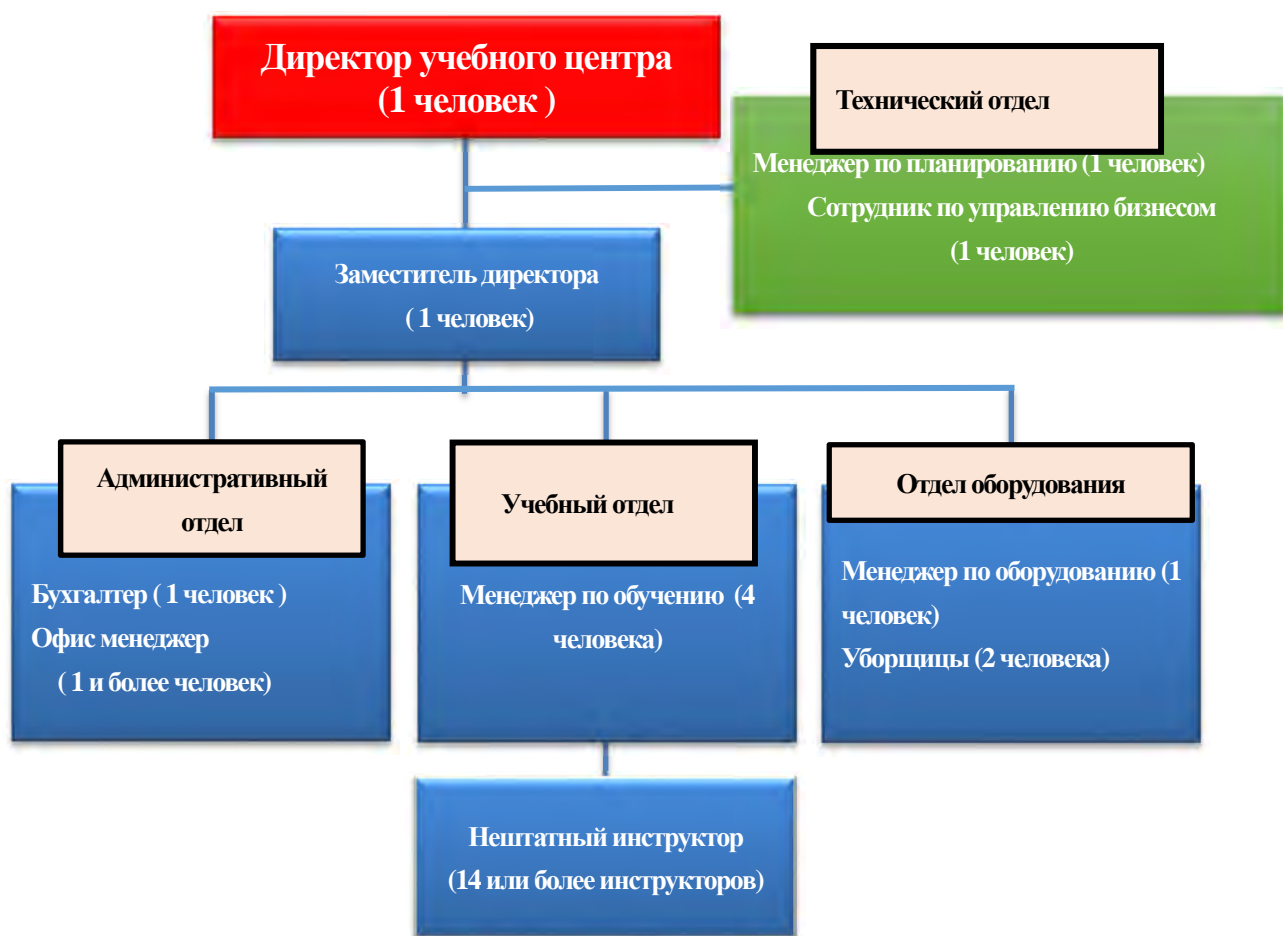 Директор учебного центра
(1 человек )
Технический отдел
Менеджер по планированию (1 человек)
Сотрудник по управлению бизнесом
(1 человек)
Заместитель директора
( 1 человек)
Административный
отдел
Бухгалтер ( 1 человек )
Офис менеджер
( 1 и более человек)
Учебный отдел
Менеджер по обучению (4
человека)
Отдел оборудования
Менеджер по оборудованию (1
человек)
Уборщицы (2 человека)
Нештатный инструктор
(14 или более инструкторов)